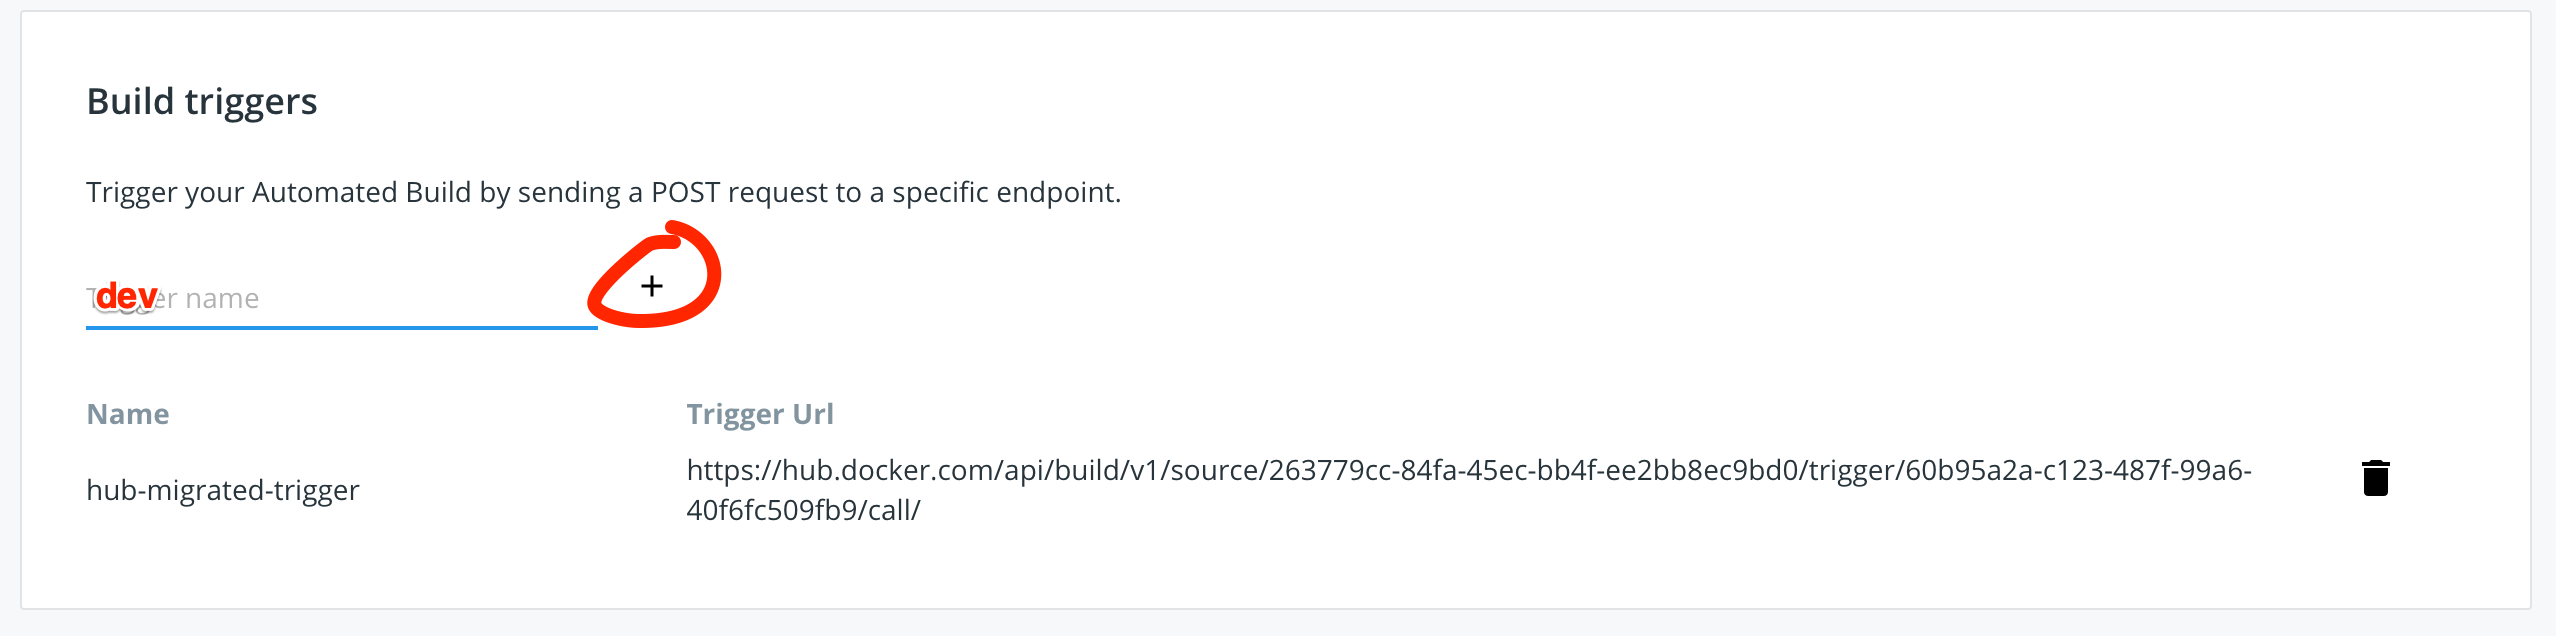 Build triggers
Trigger your Automated Build by sending a POST request to a specific endpoint.
dev
name
Name
Trigger Url
hub-migrated-trigger
https://hub.docker.com/api/build/v1/source/263779cc-84fa-45ec-bb4f-ee2bb8ec9bd0/trigger/60b95a2a-c123-487f-99a6-
40f6fc509fb9/call/